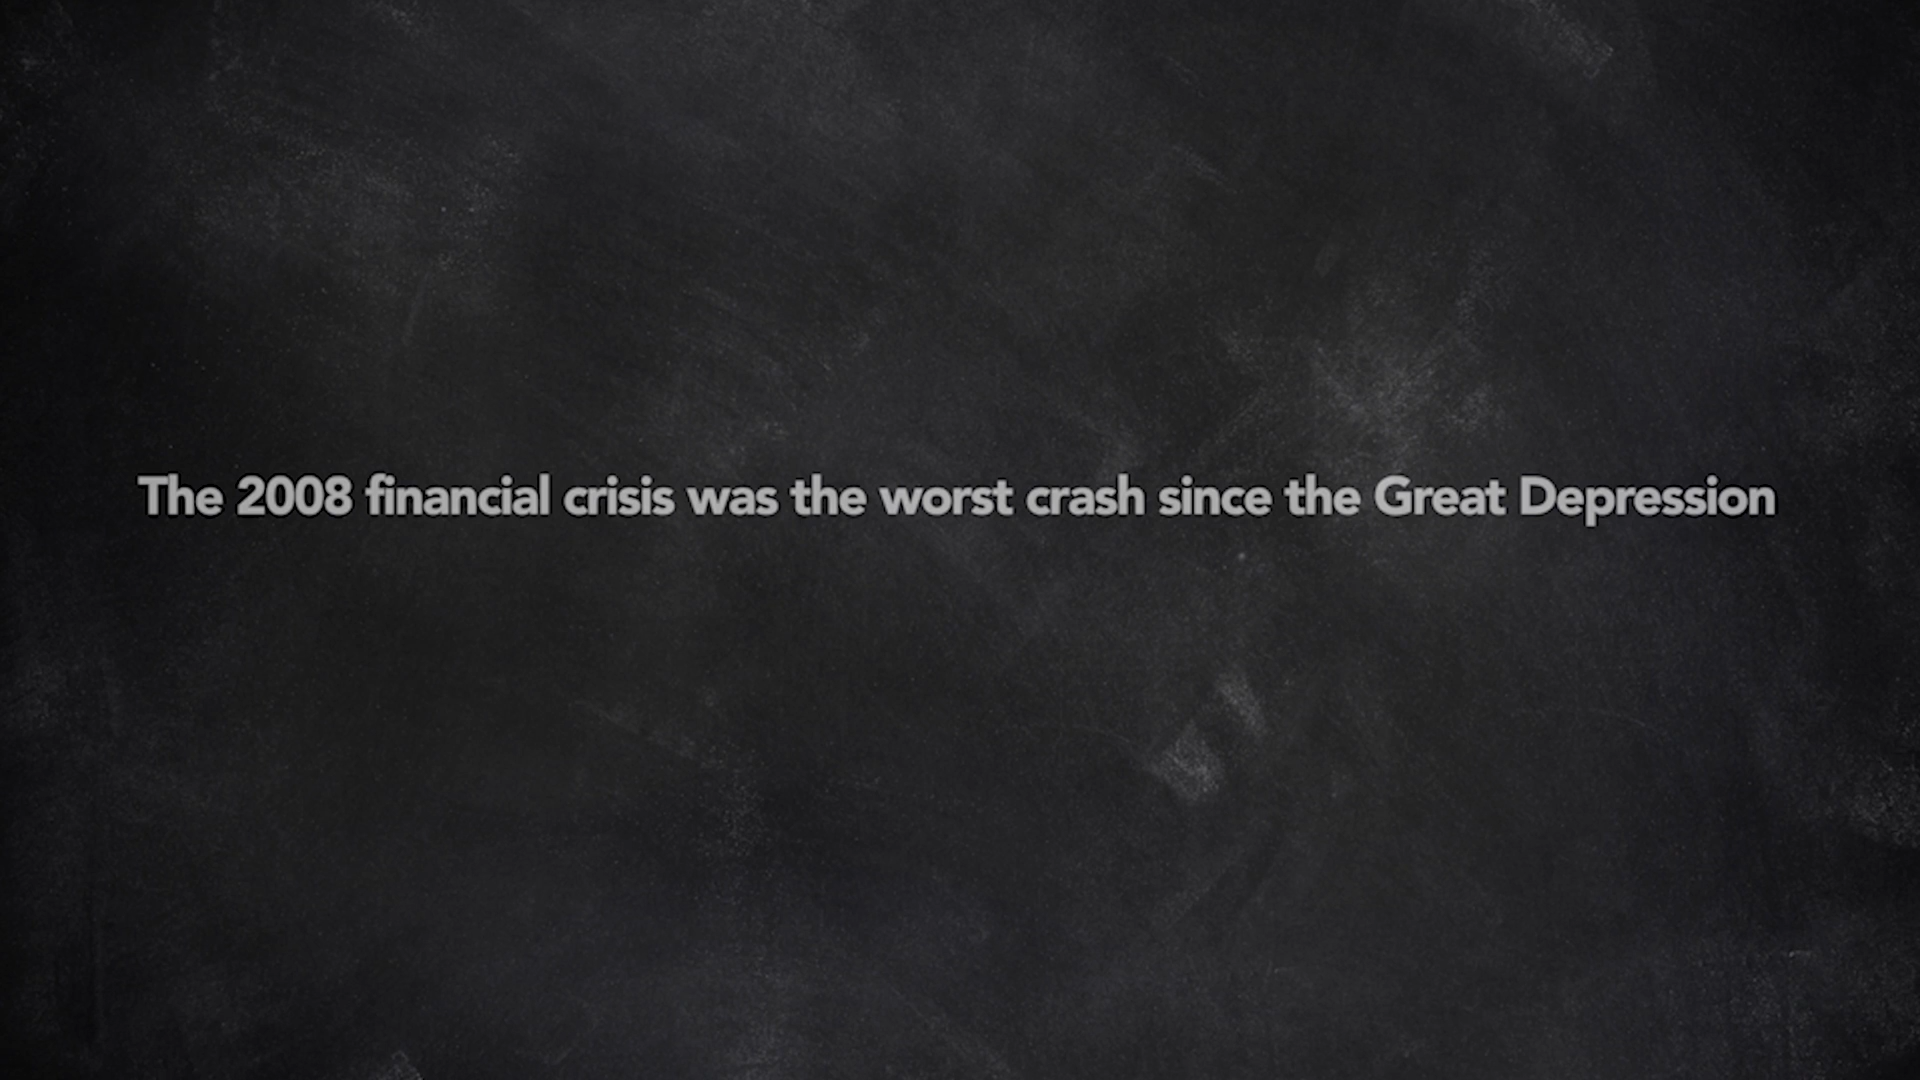 The 2008 financial crisis was the worst crash since the Great Depression